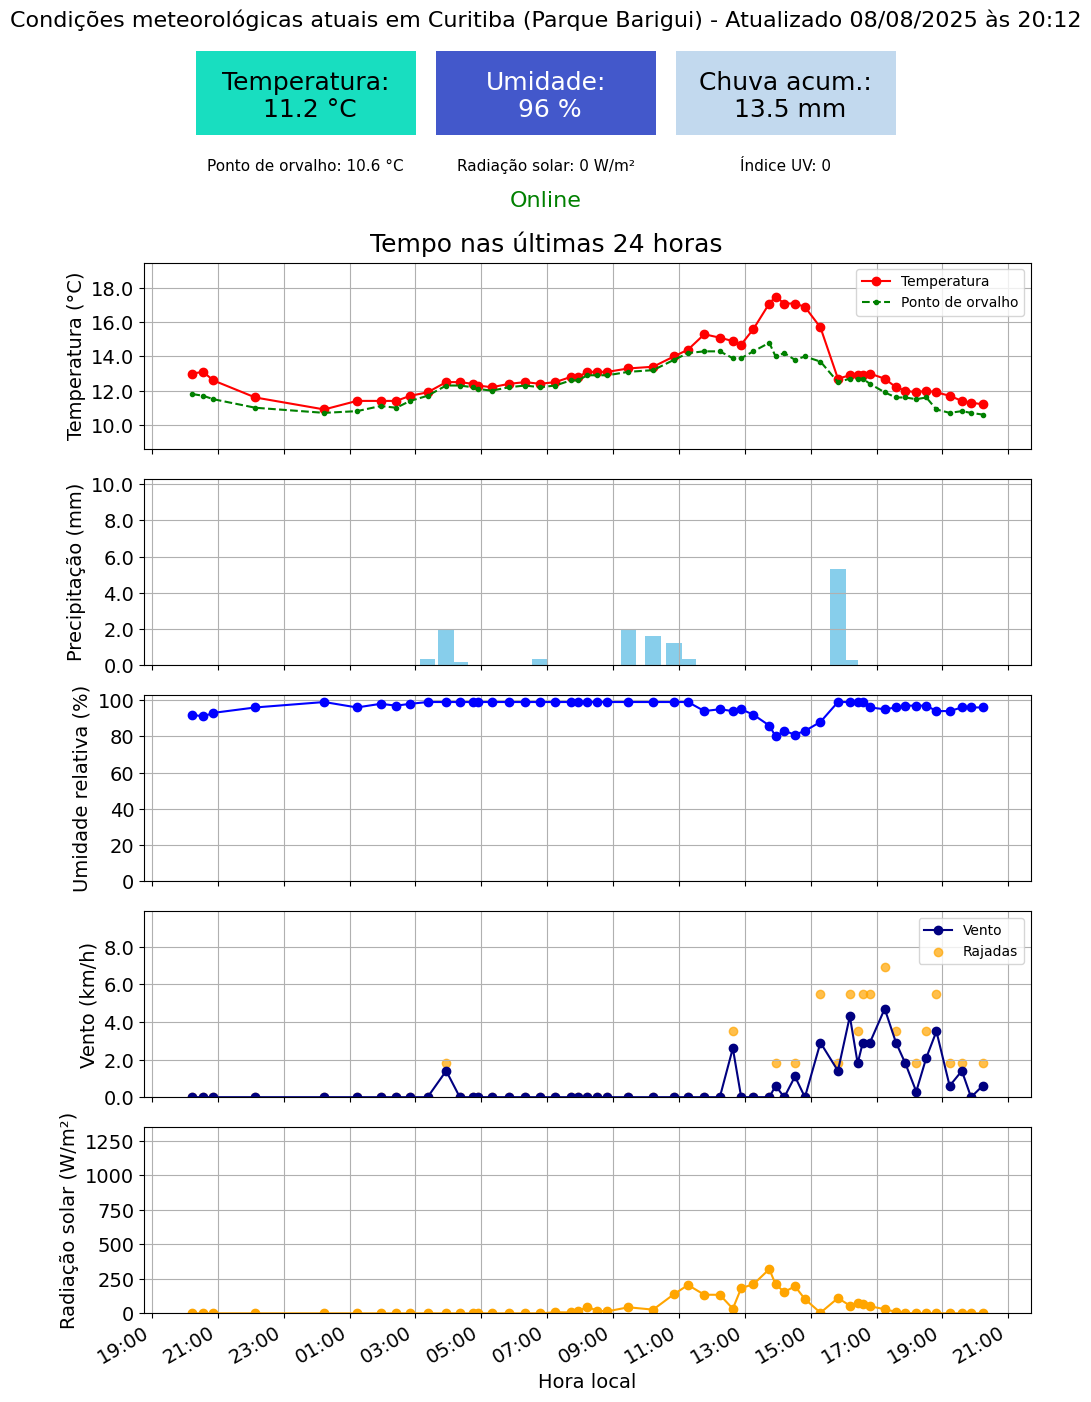 Condições meteorológicas atuais em Curitiba (Parque Barigui) - Atualizado 08/08/2025 às 20:12
Temperatura:
11.2 °C
Umidade:
96 %
Chuva acum.:
13.5 mm
Ponto de orvalho: 10.6 °C
Radiação solar: 0 W/m²
Índice UV: 0
Online
Tempo nas últimas 24 horas
Temperatura (°C)
18.0
16.0
14.0
12.0
10.0
Temperatura
Ponto de orvalho
Precipitação (mm)
10.0
8.0
6.0
4.0
2.0
0.0
Umidade relativa (%)
100
80
60
40
20
0
Vento (km/h)
8.0
6.0
4.0
2.0
0.0
Vento
Rajadas
Radiação solar (W/m²)
1250
1000
750
500
250
0
19:00
21:00
23:00
01:00
03:00
05:00
07:00
09:00
11:00
13:00
15:00
17:00
19:00
21:00
Hora local